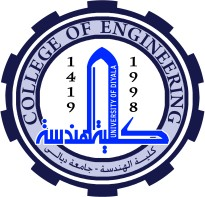 COLLEGE OF ENGINEERING
1419
1998
UNIVERSITY OF DIYALA
كلية الهندسة
كلية الهندسة - جامعة ديالى